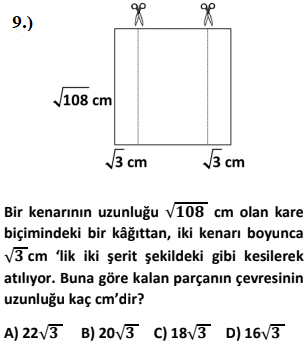 9.)
√108 cm
√3 cm √3 cm
Bir kenarının uzunluğu √108 cm olan kare
biçimindeki bir kâğıttan, iki kenarı boyunca
√3 cm ‘lik iki şerit şekildeki gibi kesilerek
atılıyor. Buna göre kalan parçanın çevresinin
uzunluğu kaç cm’dir?
A) 22√3 B) 20√3 C) 18√3 D) 16√3